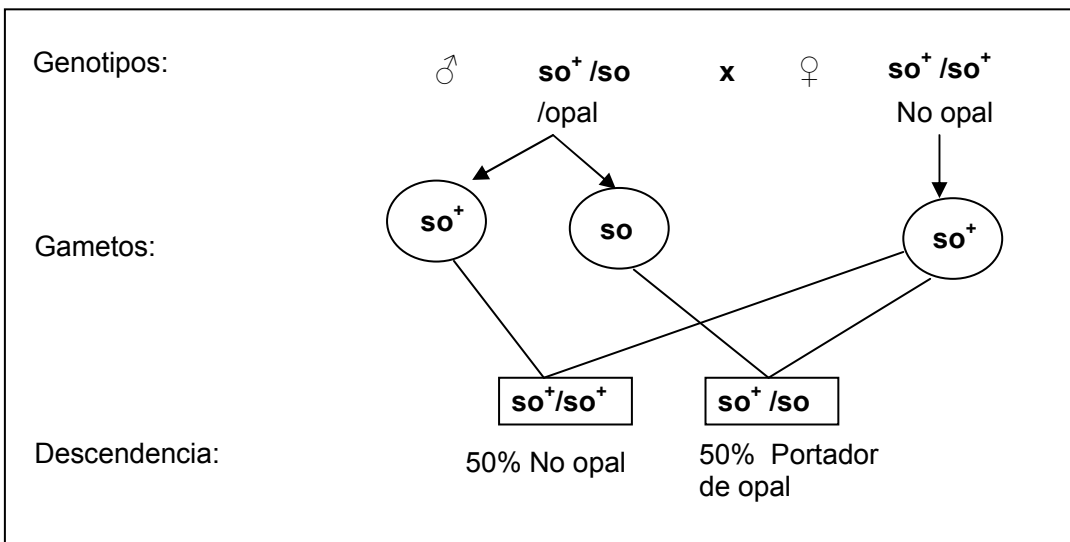 Genotipos: ♂ so⁺ /so x ♀ so⁺ /so⁺
/opal No opal
so⁺ so so⁺
Gametos:
so⁺/so⁺ so⁺ /so
Descendencia: 50% No opal 50% Portador
de opal